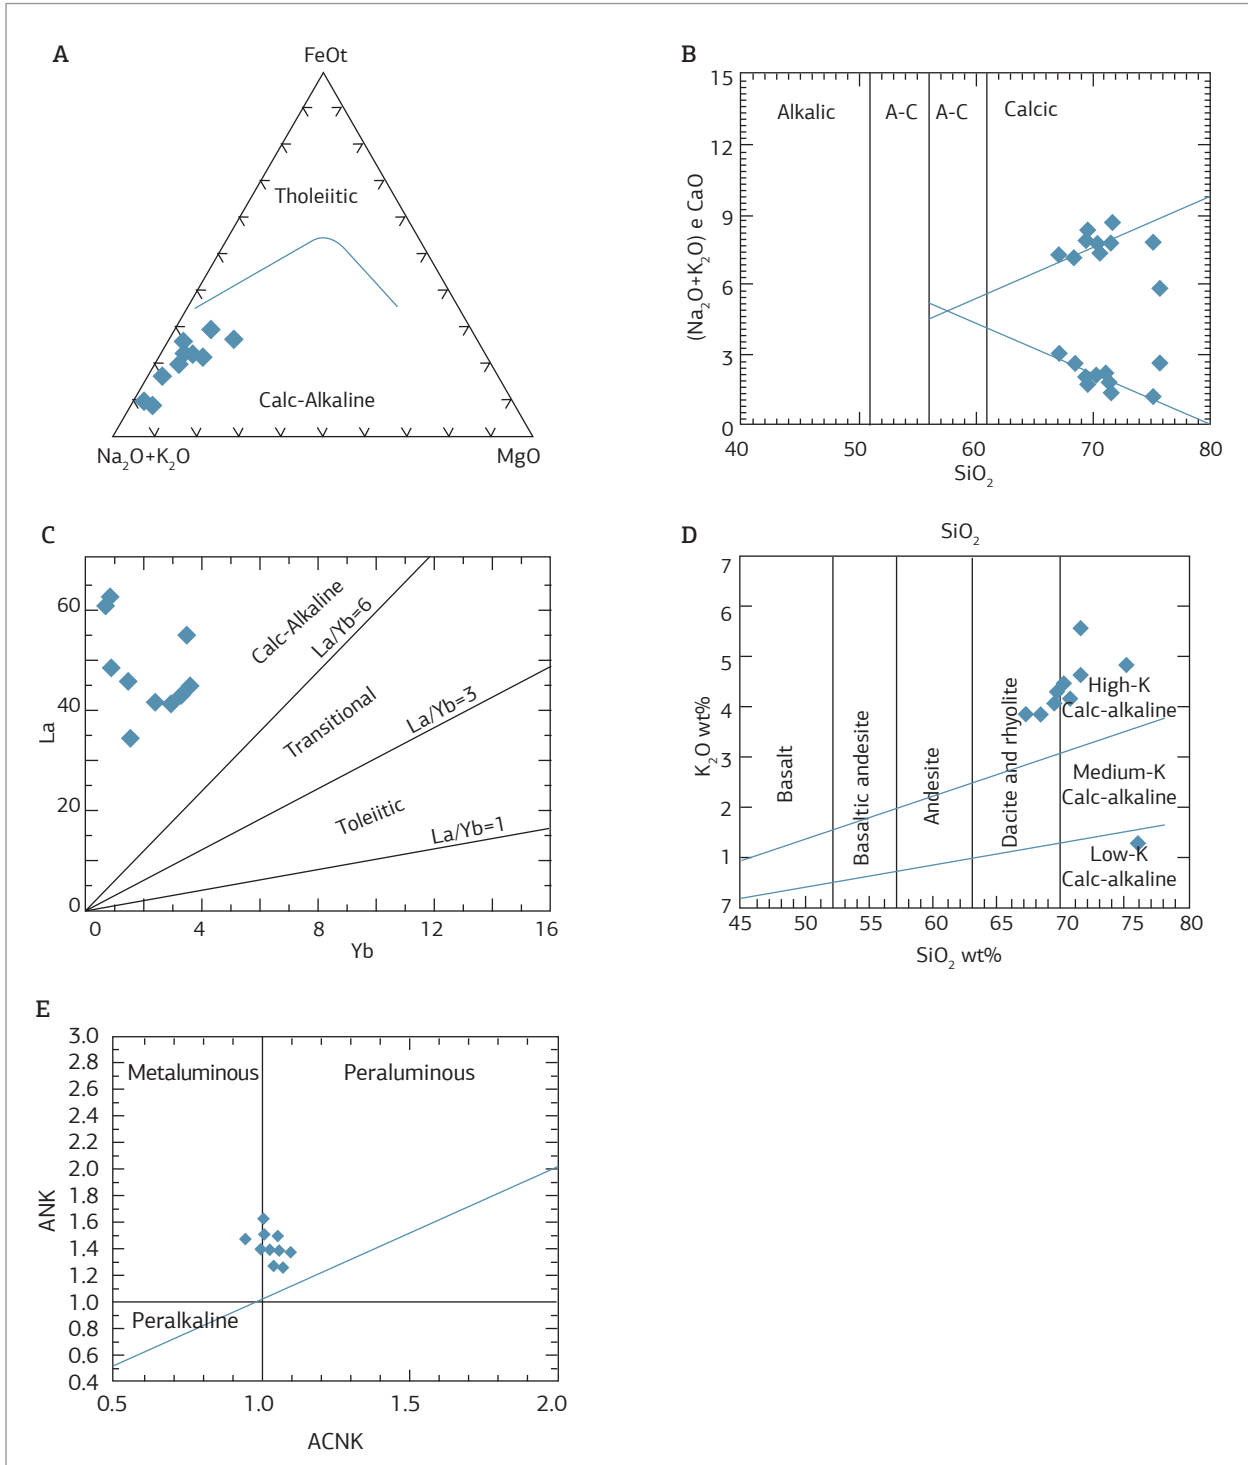 A
FeOt
Tholeiitic
Calc-Alkaline
Na₂O+K₂O
MgO
B
15
12
9
6
3
0
(Na₂O+K₂O) e CaO
Alkalic
A-C
A-C
Calcic
40
50
60
70
80
SiO₂
C
60
40
20
0
La
Calc-Alkaline
La/Yb=6
Transitional
La/Yb=3
Toleiitic
La/Yb=1
0
4
8
12
16
Yb
D
SiO₂
7
6
5
4
3
2
1
7
K₂O wt%
Basalt
Basaltic andesite
Andesite
Dacite and rhyolite
High-K
Calc-alkaline
Medium-K
Calc-alkaline
Low-K
Calc-alkaline
45
50
55
60
65
70
75
80
SiO₂ wt%
E
3.0
2.8
2.6
2.4
2.2
2.0
1.8
1.6
1.4
1.2
1.0
0.8
0.6
0.4
ANK
Metaluminous
Peraluminous
Peralkaline
0.5
1.0
1.5
2.0
ACNK